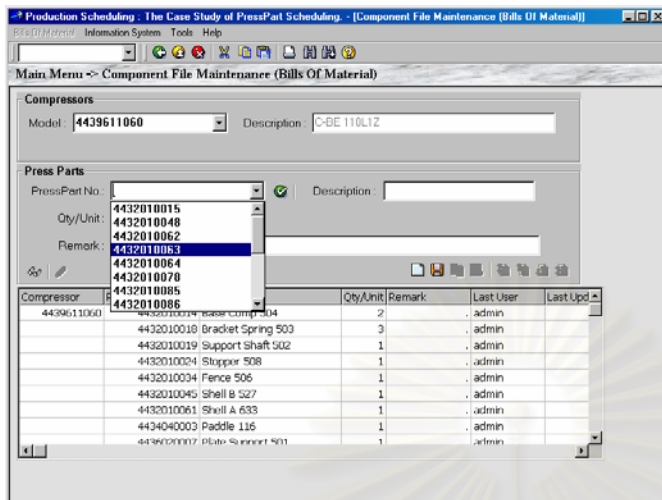 Production Scheduling : The Case Study of PressPart Scheduling. - [Component File Maintenance (Bills Of Material)]
Bills Of Material Information System Tools Help
Main Menu -> Component File Maintenance (Bills Of Material)
Compressors
Model : 4439611060 Description : C-BE 110L1Z
Press Parts
PressPart No.: Description :
4432010015
4432010048
Qty/Unit :
4432010062
4432010063
Remark :
4432010064
4432010070
4432010085
4432010086
Compressor Qty/Unit Remark Last User Last Upd
4439611060 4432010014 Base Comp 504 2 . admin
4432010018 Bracket Spring 503 3 . admin
4432010019 Support Shaft 502 1 . admin
4432010024 Stopper 508 1 . admin
4432010034 Fence 506 1 . admin
4432010045 Shell B 527 1 . admin
4432010061 Shell A 633 1 . admin
4434040003 Paddle 116 1 . admin
4436020007 Plate Support 501 1 admin